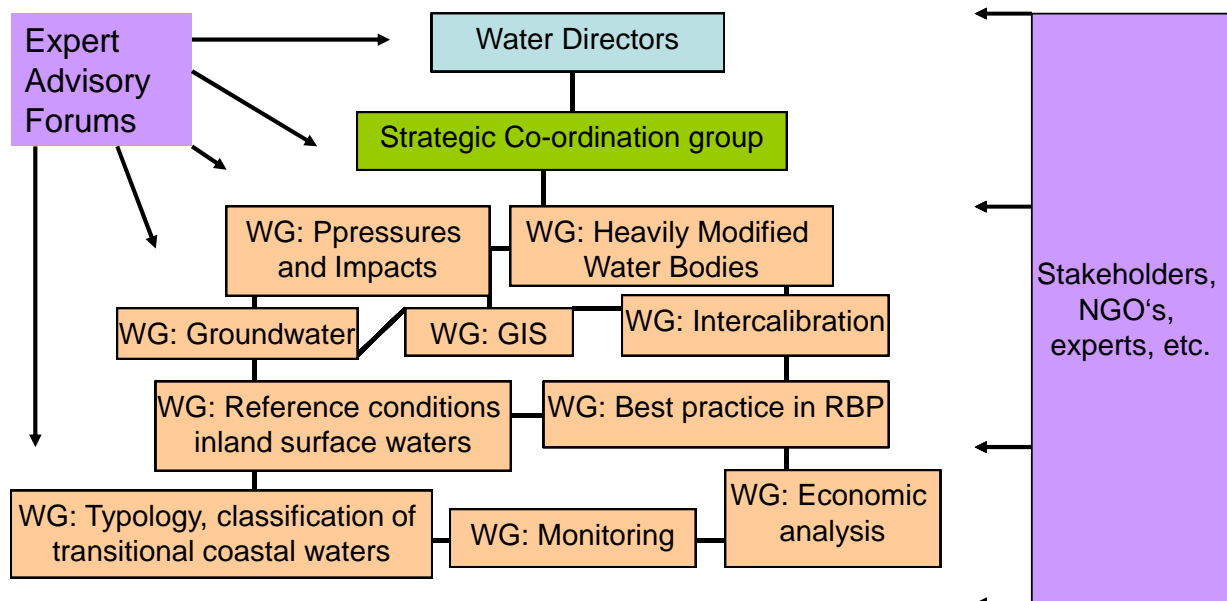 Expert
Advisory
Forums
Water Directors
Strategic Co-ordination group
WG: Ppressures
and Impacts
WG: Heavily Modified
Water Bodies
WG: Groundwater
WG: GIS
WG: Intercalibration
WG: Reference conditions
inland surface waters
WG: Best practice in RBP
WG: Typology, classification of
transitional coastal waters
WG: Monitoring
WG: Economic
analysis
Stakeholders,
NGO‘s,
experts, etc.